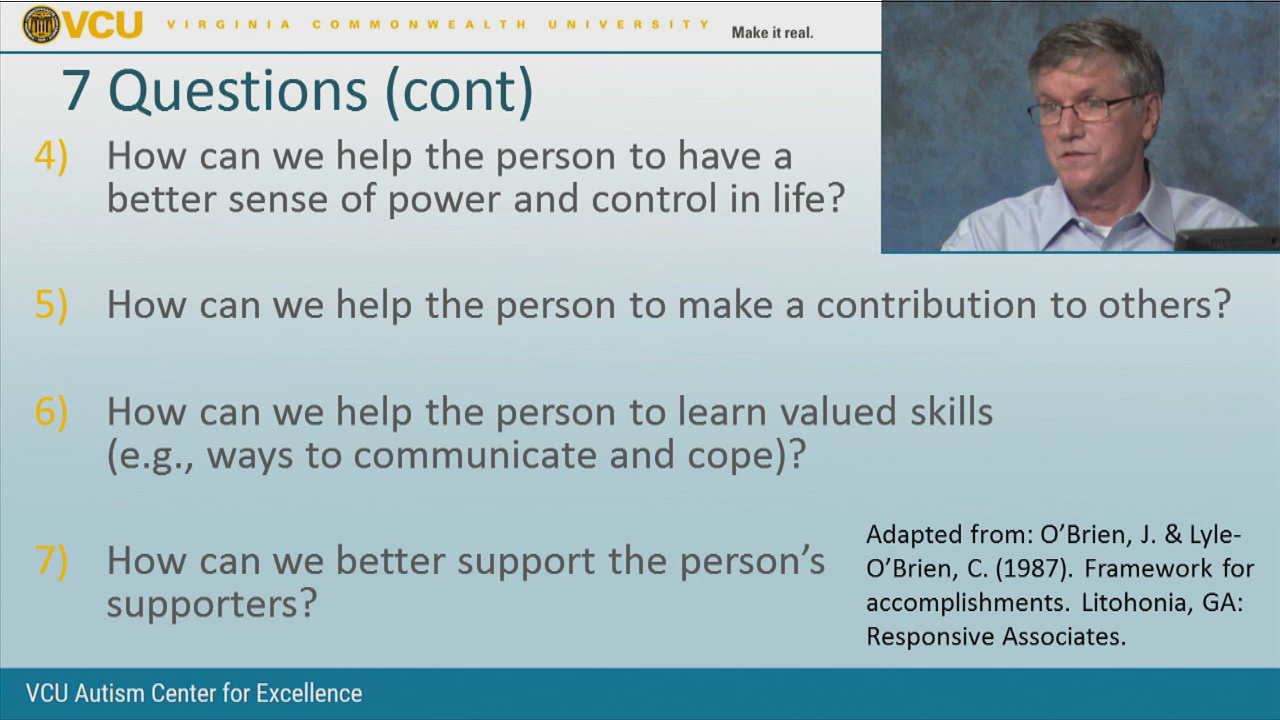 VCU VIRGINIA COMMONWEALTH UNIVERSITY Make it real.
7 Questions (cont)
4) How can we help the person to have a
better sense of power and control in life?
5) How can we help the person to make a contribution to others?
6) How can we help the person to learn valued skills
(e.g., ways to communicate and cope)?
7) How can we better support the person's
supporters?
Adapted from: O'Brien, J. & Lyle-
O'Brien, C. (1987). Framework for
accomplishments. Litohonia, GA:
Responsive Associates.
VCU Autism Center for Excellence